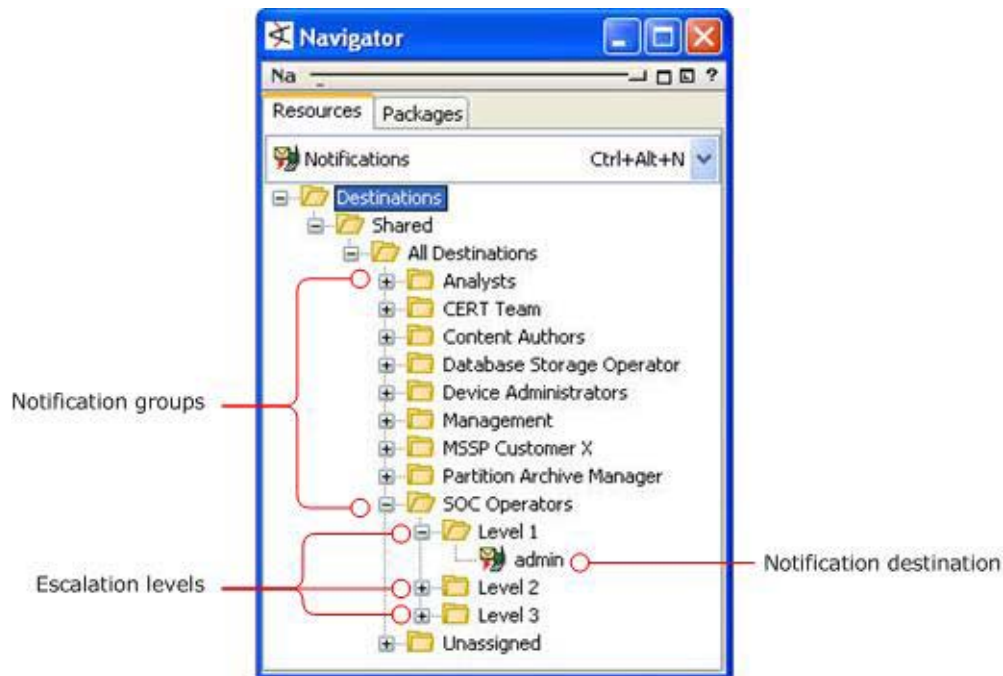 Navigator
Na ?
Resources Packages
Notifications Ctrl+Alt+N
Destinations
Shared
All Destinations
Analysts
CERT Team
Content Authors
Database Storage Operator
Device Administrators
Notification groups
Management
MSSP Customer X
Partition Archive Manager
SOC Operators
Level 1
admin
Notification destination
Escalation levels
Level 2
Level 3
Unassigned